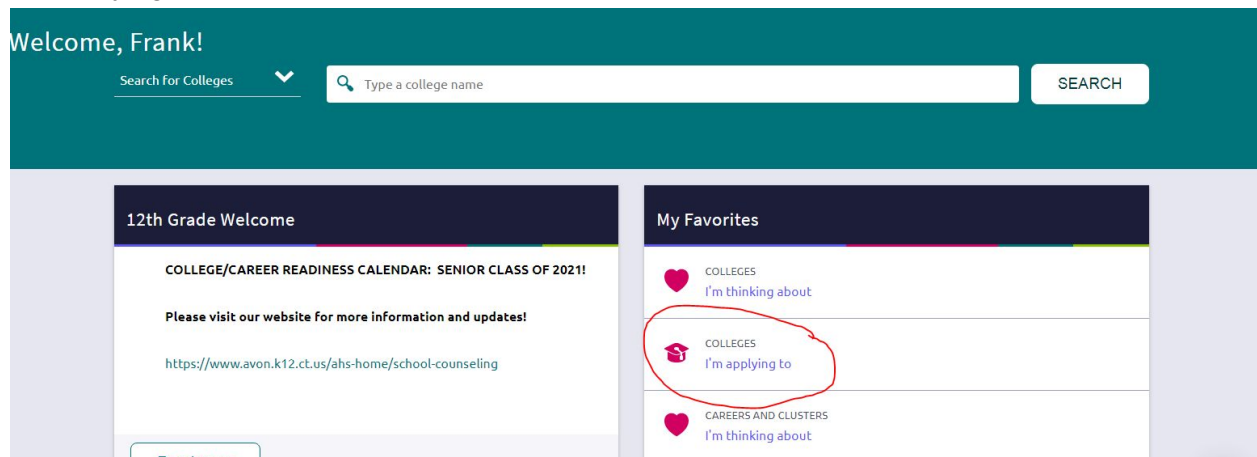 Welcome, Frank!
Search for Colleges
Type a college name
SEARCH
12th Grade Welcome
COLLEGE/CAREER READINESS CALENDAR: SENIOR CLASS OF 2021!
Please visit our website for more information and updates!
https://www.avon.k12.ct.us/ahs-home/school-counseling
My Favorites
COLLEGES
I'm thinking about
COLLEGES
I'm applying to
CAREERS AND CLUSTERS
I'm thinking about